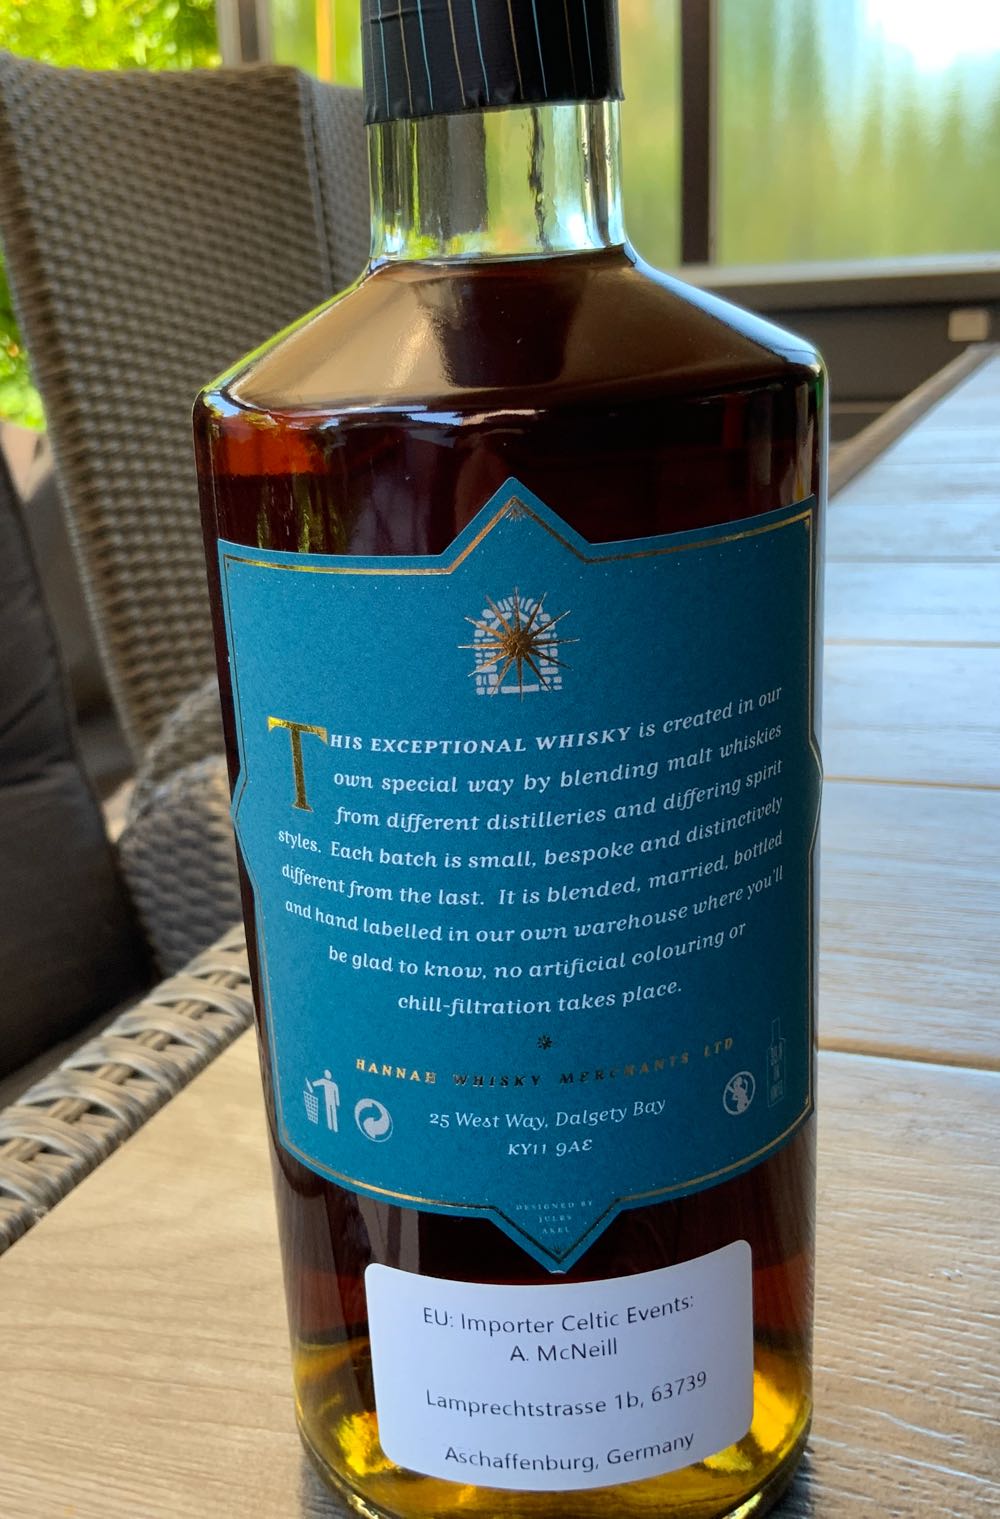 THIS EXCEPTIONAL WHISKY is created in our
own special way by blending malt whiskies
from different distilleries and differing spirit
styles. Each batch is small, bespoke and distinctively
different from the last. It is blended, married, bottled
and hand labelled in our own warehouse where you'll
be glad to know, no artificial colouring or
chill-filtration takes place.
HANNAH WHISKY MERCHANTS LTD
25 West Way, Dalgety Bay
KY11 9AE
DESIGNED BY
JULES
AKEL
EU: Importer Celtic Events:
A. McNeill
Lamprechtstrasse 1b, 63739
Aschaffenburg, Germany